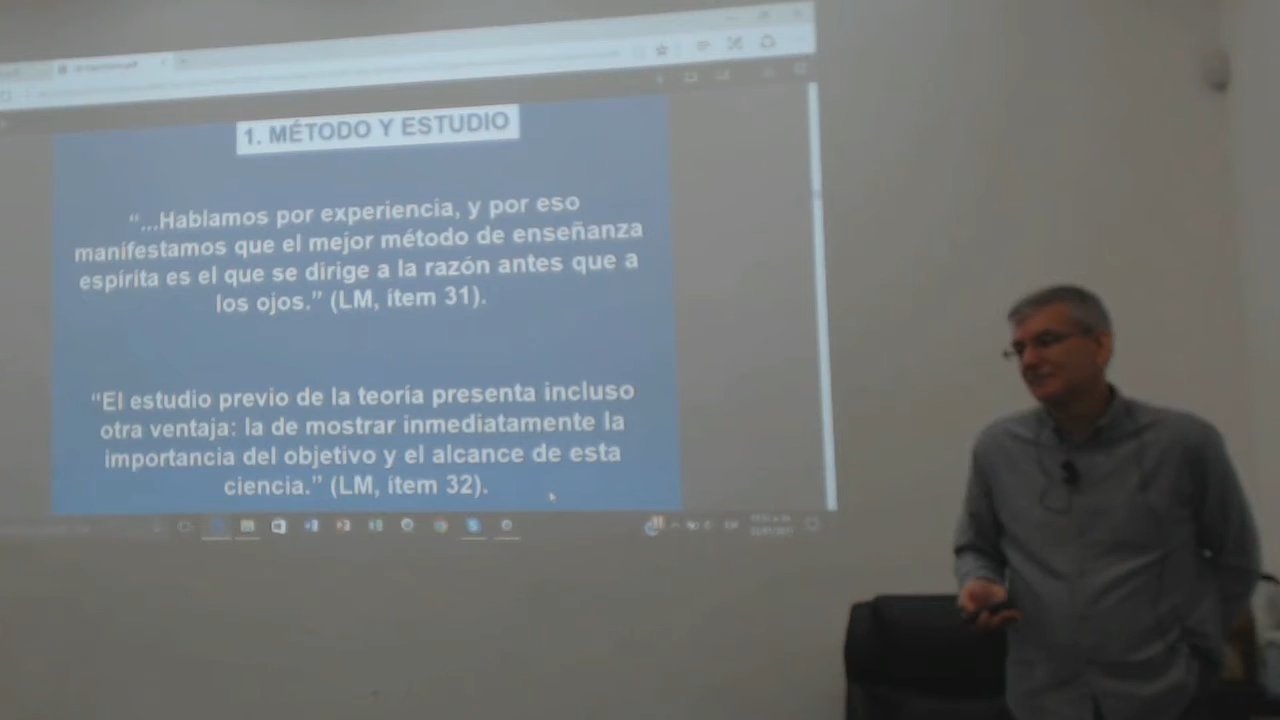 1. MÉTODO Y ESTUDIO
“...Hablamos por experiencia, y por eso
manifestamos que el mejor método de enseñanza
espírita es el que se dirige a la razón antes que a
los ojos.” (LM, ítem 31).
“El estudio previo de la teoría presenta incluso
otra ventaja: la de mostrar inmediatamente la
importancia del objetivo y el alcance de esta
ciencia.” (LM, ítem 32).